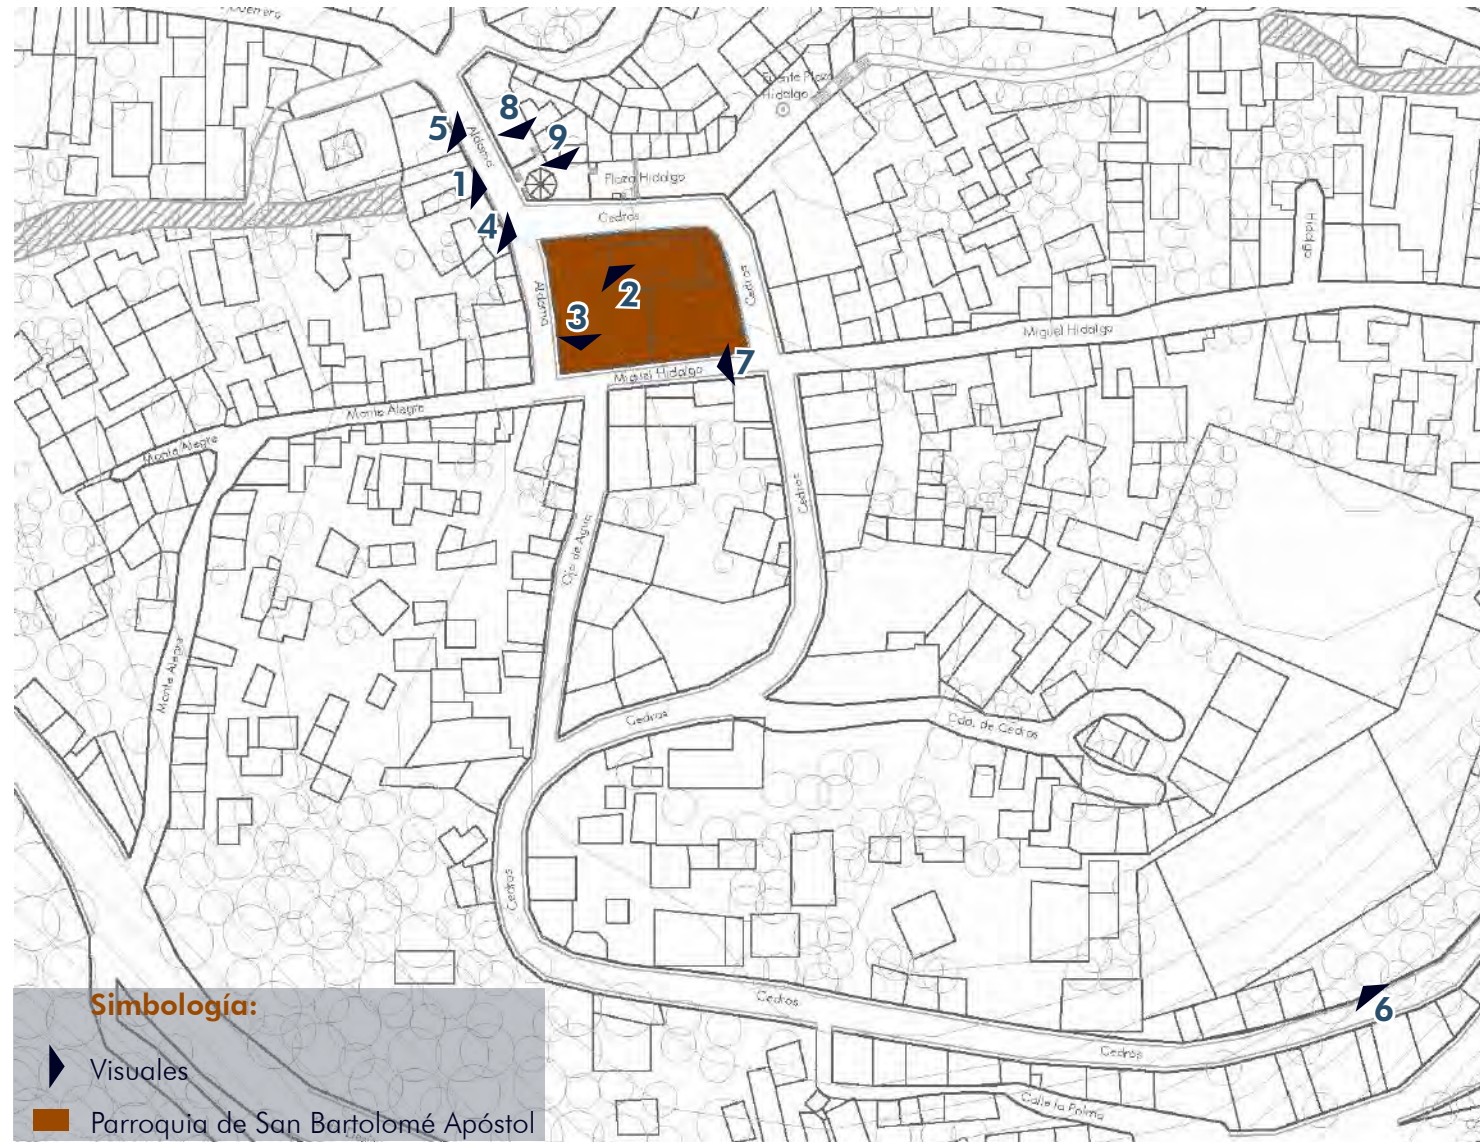 Fuente Plaza
Hidalgo
5
8
9
Aldama
1
Plaza Hidalgo
4
Cedros
Hidalgo
2
Aldama
Cedros
3
Miguel Hidalgo
7
Miguel Hidalgo
Monte Alegre
Monte Alegre
Cedros
Ojo de Agua
Monte Alegre
Cedros
Cda. de Cedros
Cedros
Cedros
6
Cedros
Calle la Palma
Simbología:
Visuales
Parroquia de San Bartolomé Apóstol